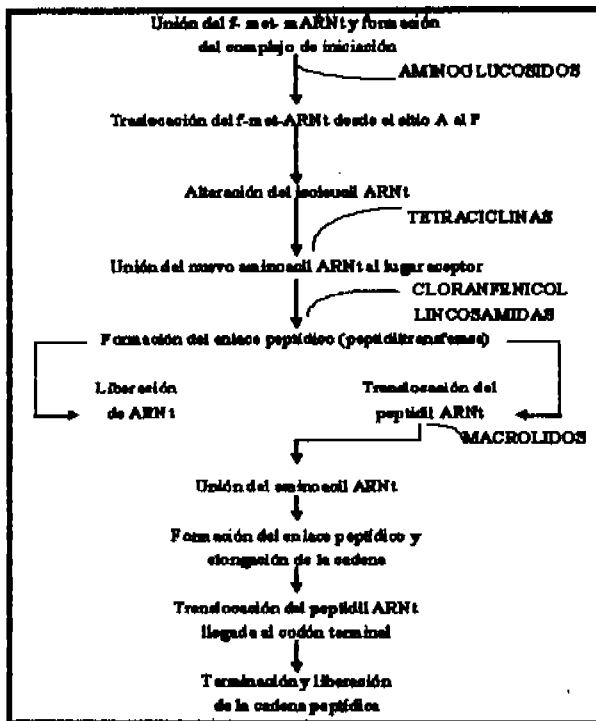 Unión del f- met- mARNt y formación
del complejo de iniciación
AMINOGLUCOSIDOS
Traslocación del f-met-ARNt desde el sitio A al P
Alteración del isoleucil ARNt
TETRACICLINAS
Unión del nuevo aminoacil ARNt al lugar aceptor
CLORANFENICOL
LINCOSAMIDAS
Formación del enlace peptídico (peptidiltransferasa)
Liberación
de ARNt
Translocación del
peptidil ARNt
MACROLIDOS
Unión del aminoacil ARNt
Formación del enlace peptídico y
elongación de la cadena
Translocación del peptidil ARNt
llegada al codón terminal
Terminación y liberación
de la cadena peptídica